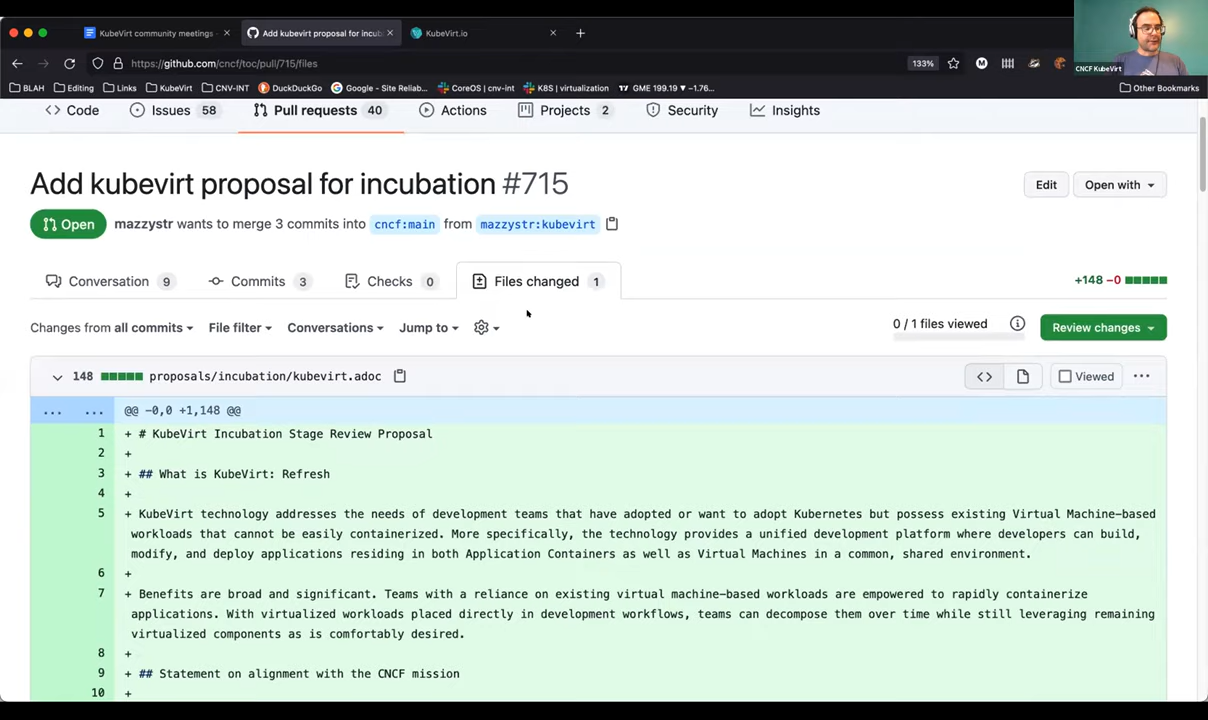 KubeVirt community meetings
Add kubevirt proposal for incub
KubeVirt.io
https://github.com/cncf/toc/pull/715/files
133%
CNCF KubeVirt
BLAH
Editing
Links
KubeVirt
CNV-INT
DuckDuckGo
Google - Site Reliab...
CoreOS | cnv-int
K8S | virtualization
GME 199.19 ▼ −1.76...
Other Bookmarks
Code
Issues 58
Pull requests 40
Actions
Projects 2
Security
Insights
Add kubevirt proposal for incubation #715
Edit
Open with
Open
mazzystr wants to merge 3 commits into cncf:main from mazzystr:kubevirt
Conversation 9
Commits 3
Checks 0
Files changed 1
+148 −0
Changes from all commits
File filter
Conversations
Jump to
0 / 1 files viewed
Review changes
148 proposals/incubation/kubevirt.adoc
Viewed
... ... @@ -0,0 +1,148 @@
1 + # KubeVirt Incubation Stage Review Proposal
2 +
3 + ## What is KubeVirt: Refresh
4 +
5 + KubeVirt technology addresses the needs of development teams that have adopted or want to adopt Kubernetes but possess existing Virtual Machine-based
workloads that cannot be easily containerized. More specifically, the technology provides a unified development platform where developers can build,
modify, and deploy applications residing in both Application Containers as well as Virtual Machines in a common, shared environment.
6 +
7 + Benefits are broad and significant. Teams with a reliance on existing virtual machine-based workloads are empowered to rapidly containerize
applications. With virtualized workloads placed directly in development workflows, teams can decompose them over time while still leveraging remaining
virtualized components as is comfortably desired.
8 +
9 + ## Statement on alignment with the CNCF mission
10 +